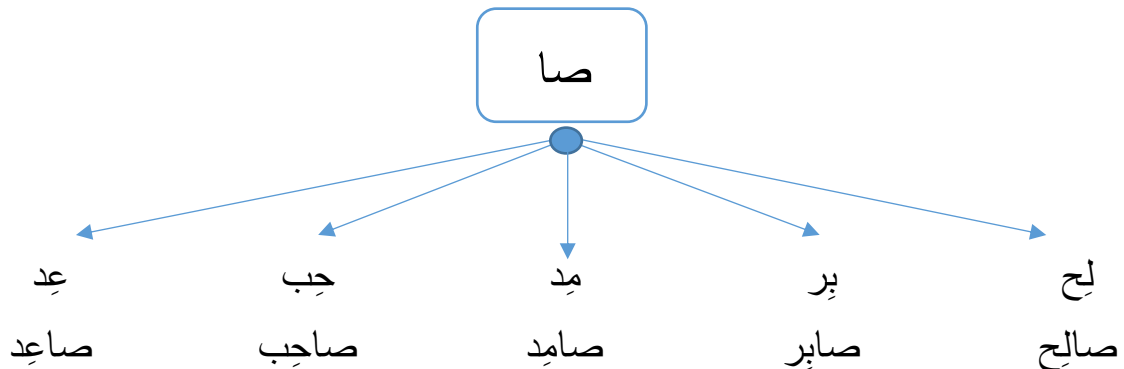 صا
لِح بِر مِد حِب عِد
صالِح صابِر صامِد صاحِب صاعِد